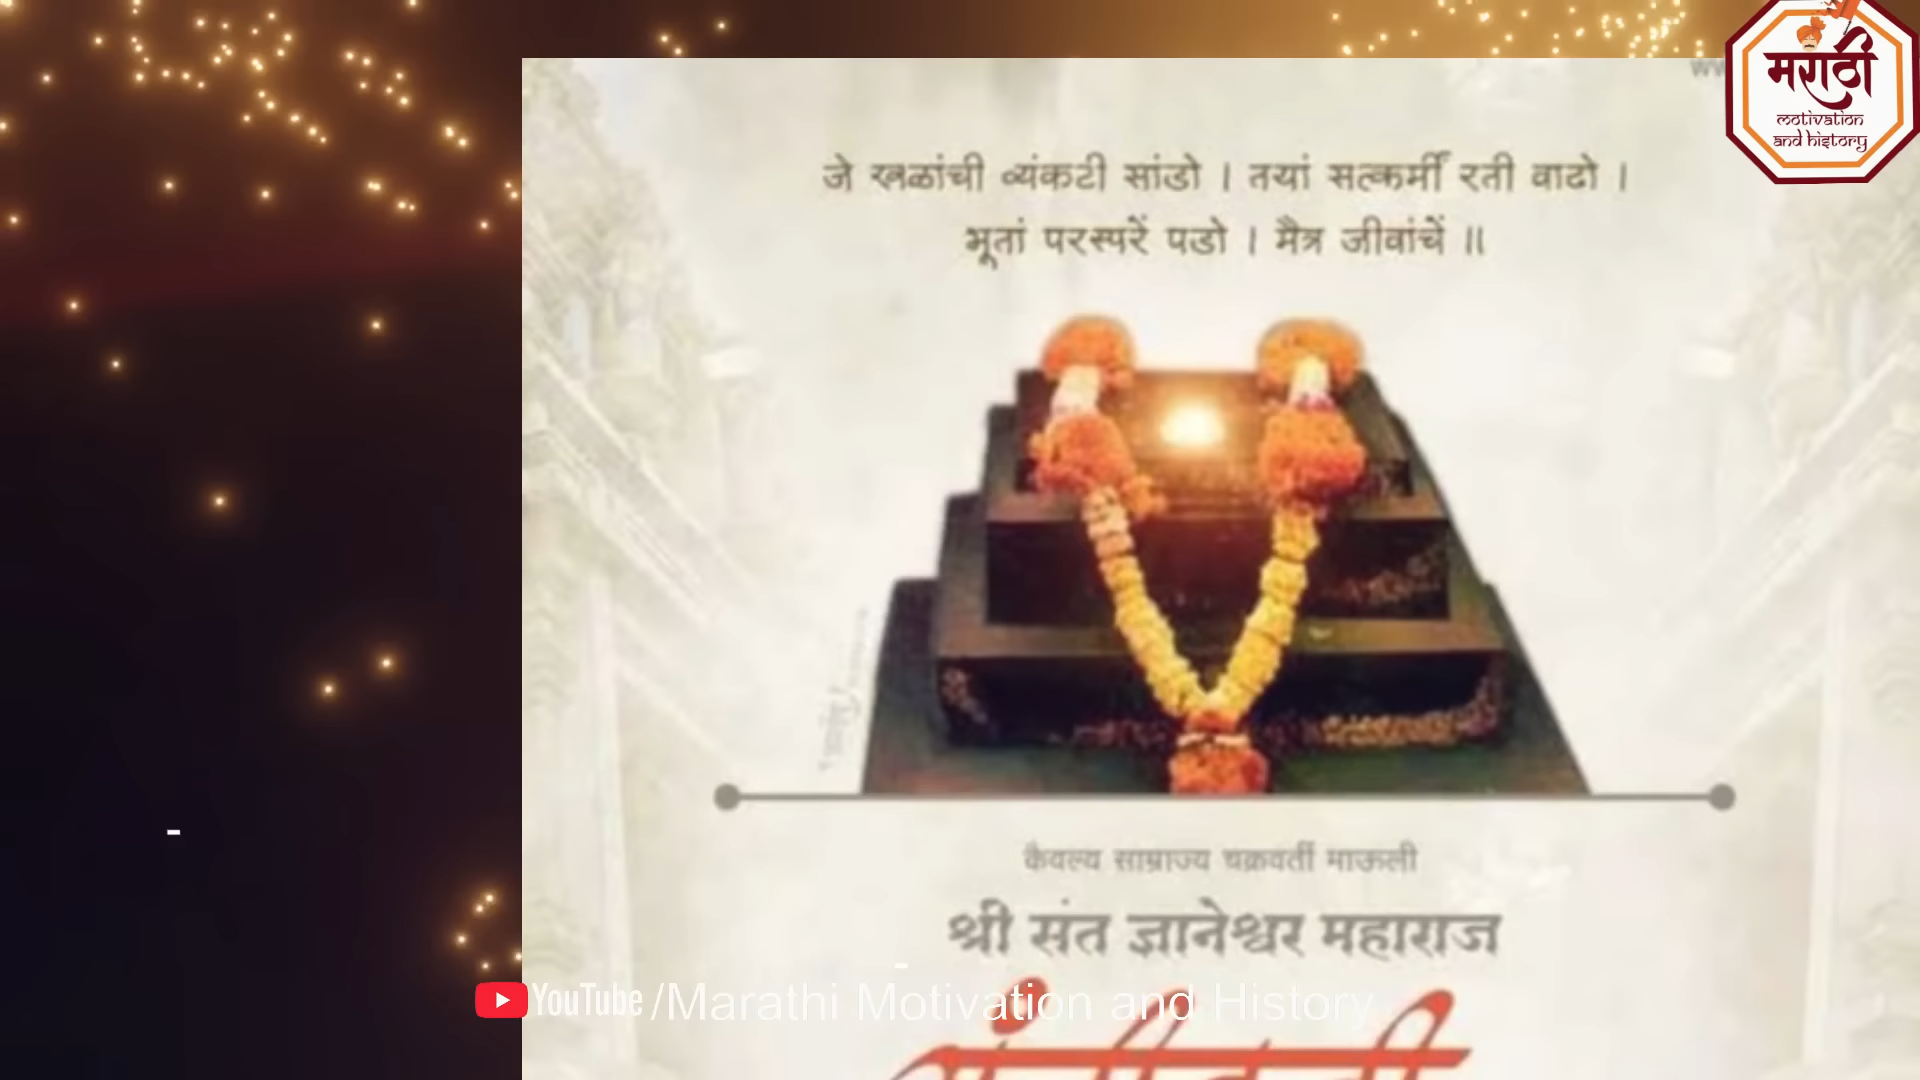 मराठी
motivation
and history
जे खळांची व्यंकटी सांडो । तयां सत्कर्मीं रती वाढो ।
भूतां परस्परें पडो । मैत्र जीवांचें ॥
कैवल्य साम्राज्य चक्रवर्ती माऊली
श्री संत ज्ञानेश्वर महाराज
YouTube /Marathi Motivation and History